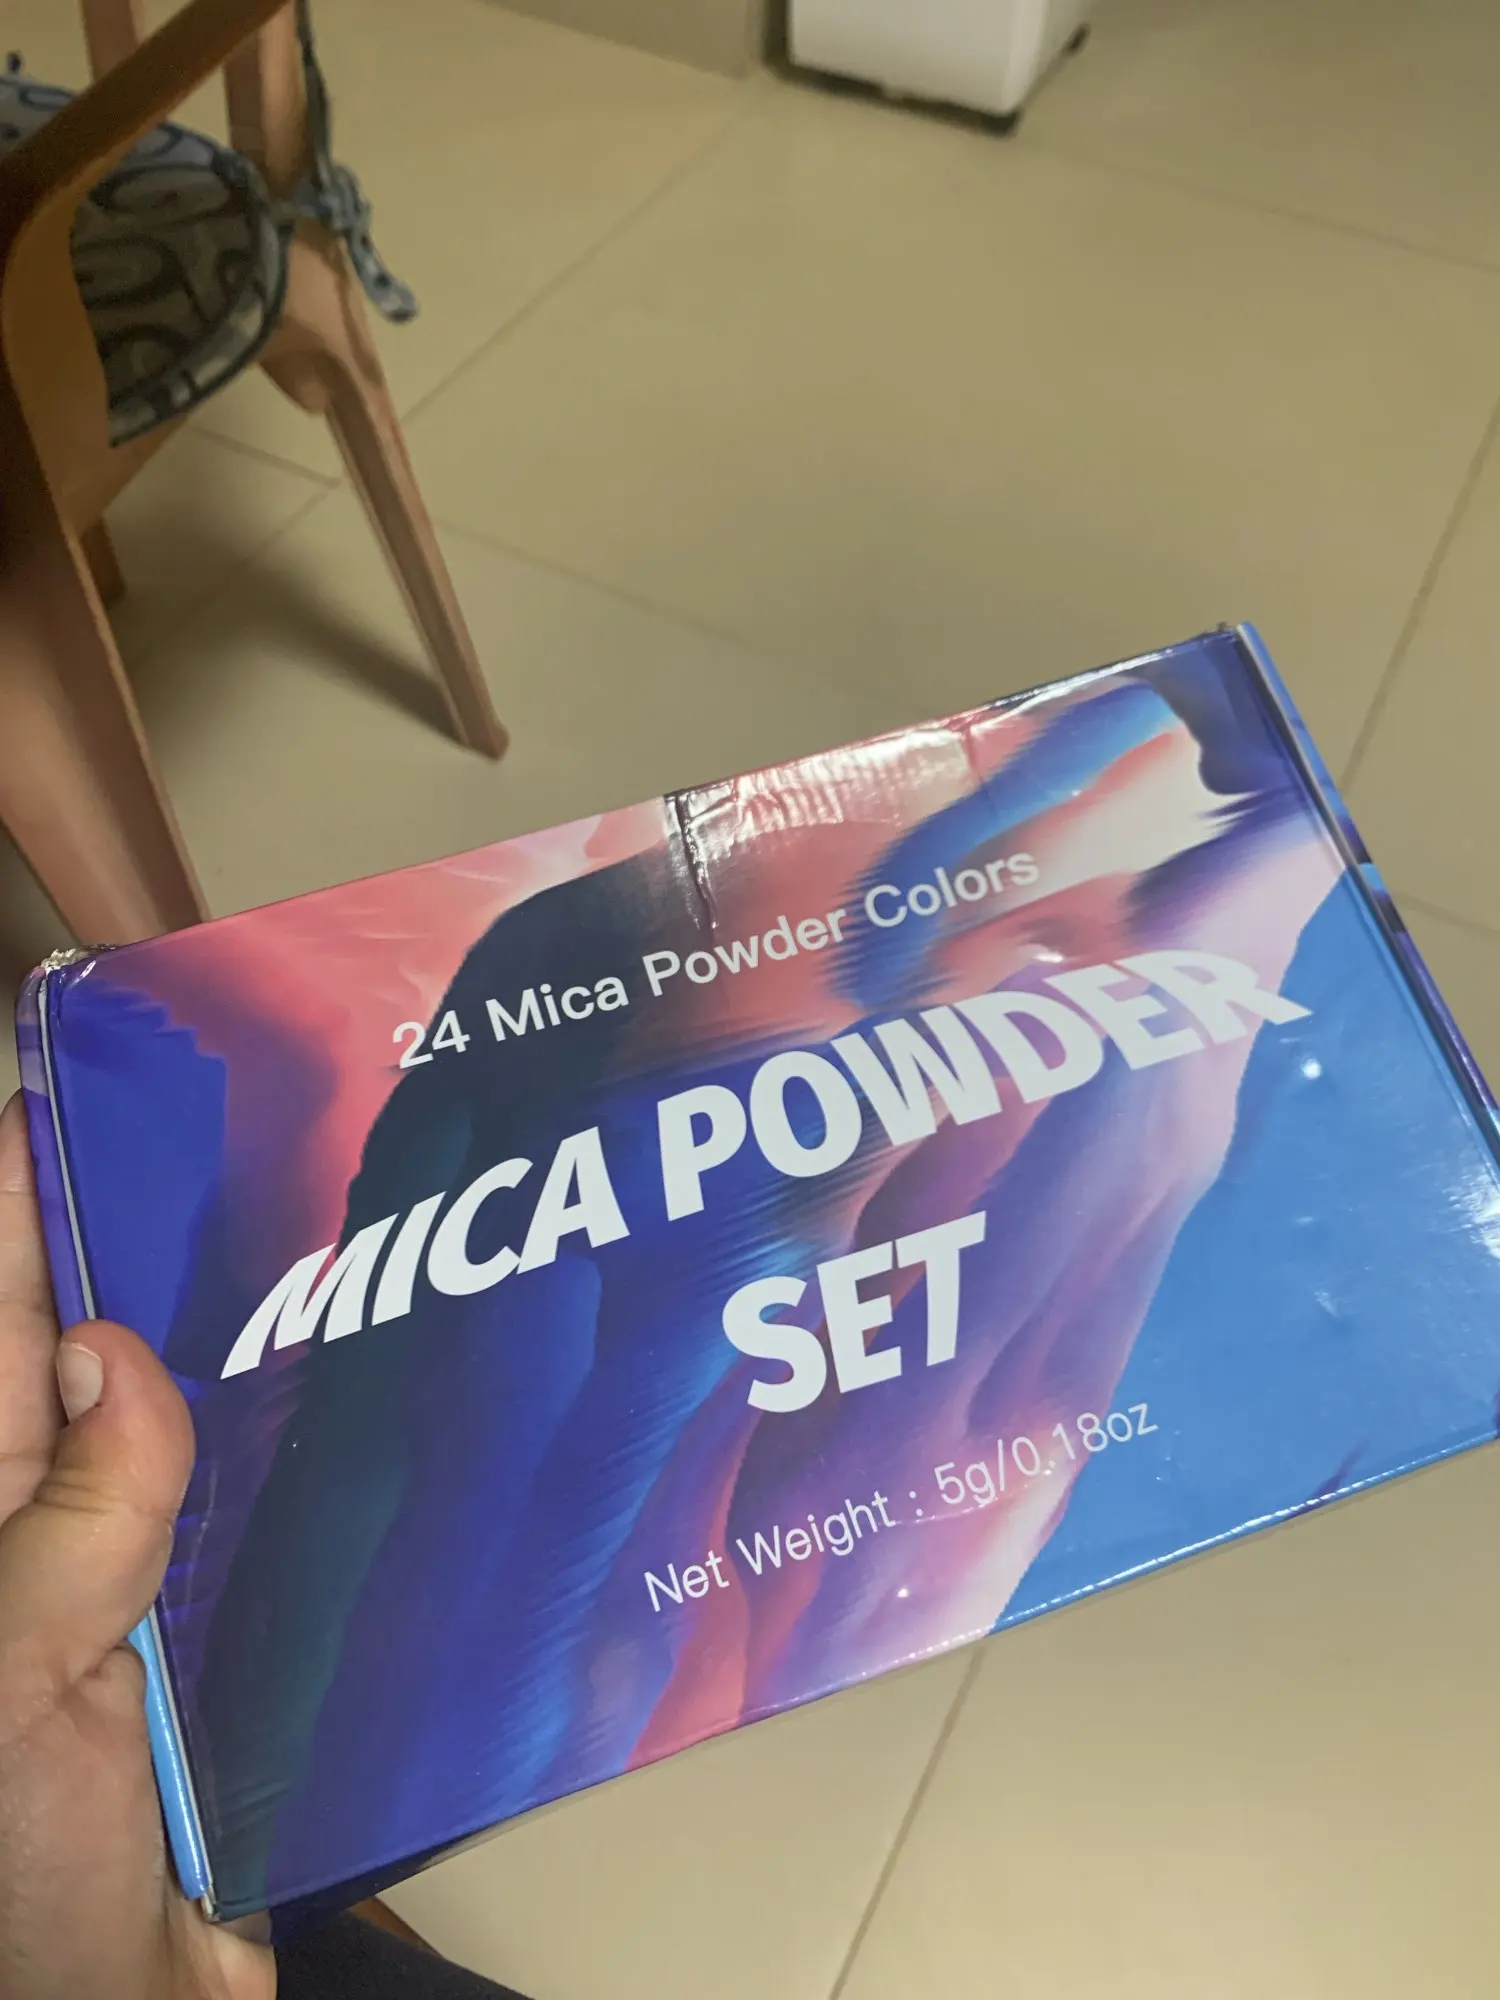 24 Mica Powder Colors
MICA POWDER
SET
Net Weight : 5g/0.18oz